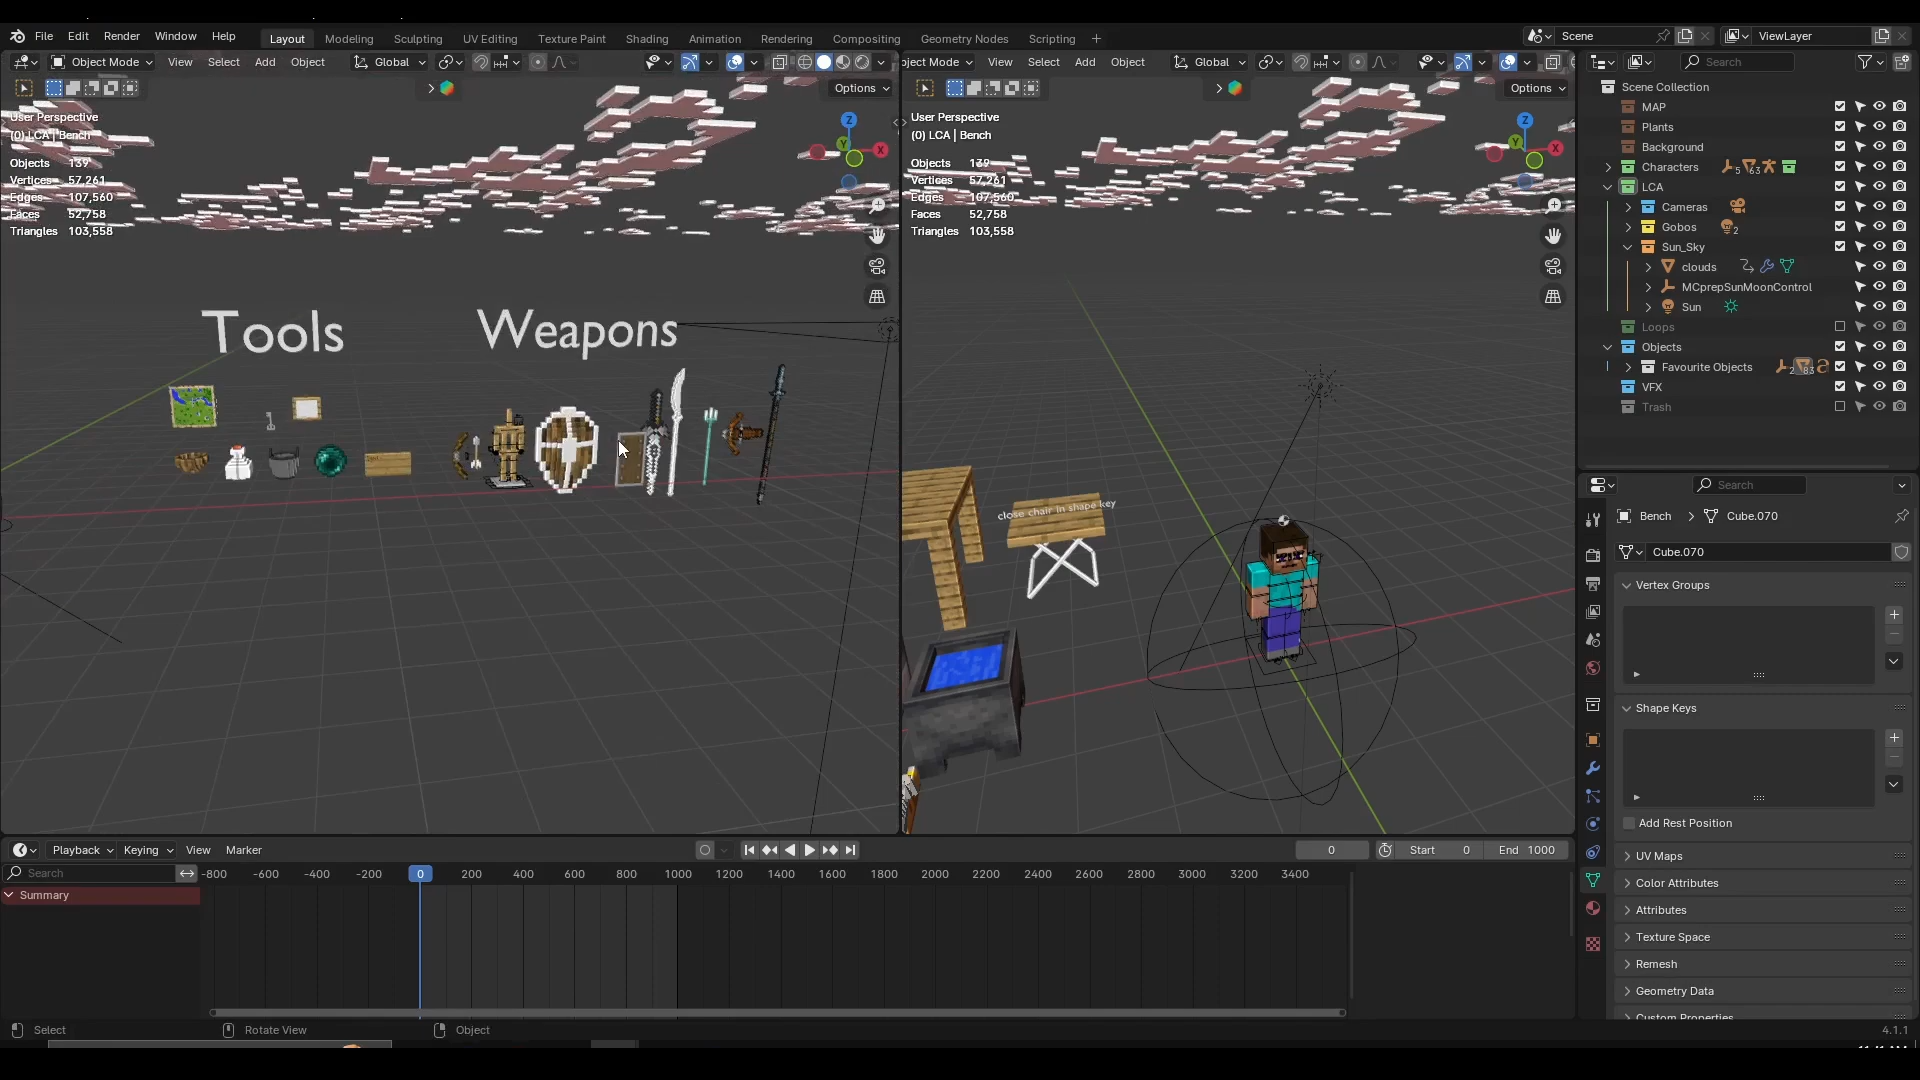 File Edit Render Window Help Layout Modeling Sculpting UV Editing Texture Paint Shading Animation Rendering Compositing Geometry Nodes Scripting Scene ViewLayer
Object Mode View Select Add Object Global
Options
User Perspective
(0) LCA | Bench
Objects 139
Vertices 57,261
Edges 107,560
Faces 52,758
Triangles 103,558
Z
Y
X
Tools Weapons
ject Mode View Select Add Object Global
Options
User Perspective
(0) LCA | Bench
Objects 139
Vertices 57,261
Edges 107,560
Faces 52,758
Triangles 103,558
Z
Y
X
close chair in shape key
Search
Scene Collection
MAP
Plants
Background
Characters 5 63
LCA
Cameras
Gobos 2
Sun_Sky
clouds
MCprepSunMoonControl
Sun
Loops
Objects
Favourite Objects 2 83
VFX
Trash
Search
Bench Cube.070
Cube.070
Vertex Groups
Shape Keys
Add Rest Position
UV Maps
Color Attributes
Attributes
Texture Space
Remesh
Geometry Data
Custom Properties
Playback Keying View Marker 0 Start 0 End 1000
Search -800 -600 -400 -200 0 200 400 600 800 1000 1200 1400 1600 1800 2000 2200 2400 2600 2800 3000 3200 3400
Summary
Select Rotate View Object 4.1.1